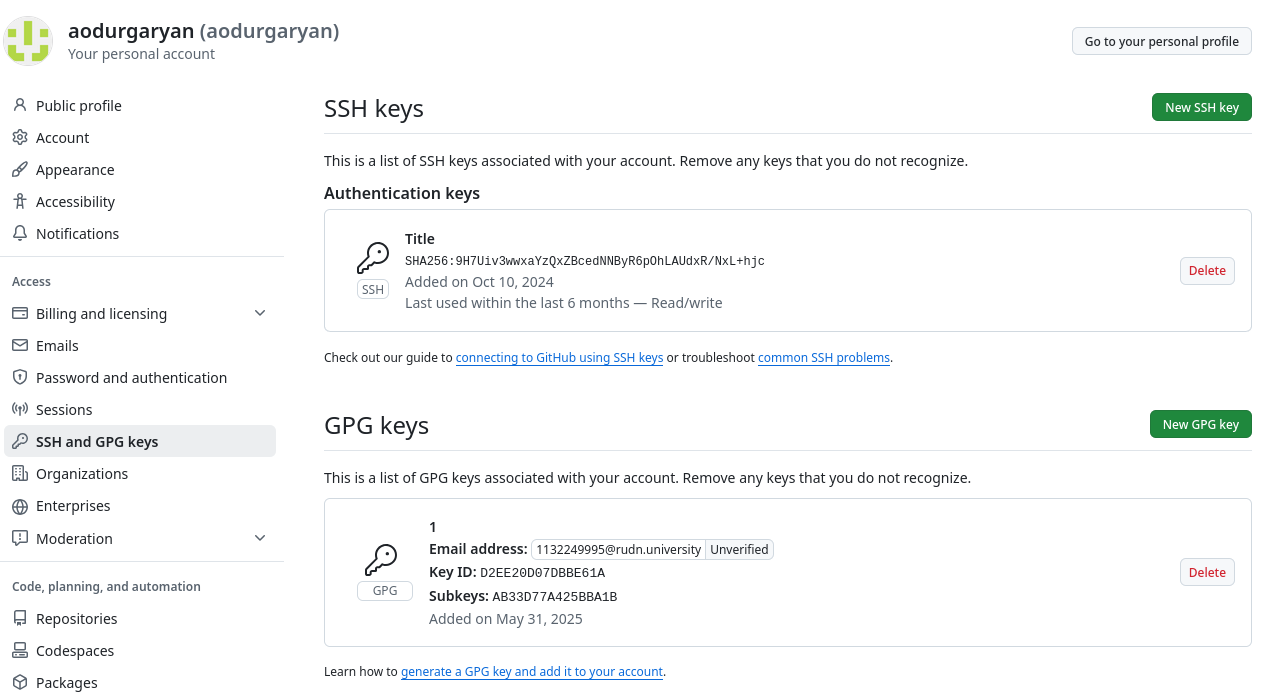 aodurgaryan (aodurgaryan)
Your personal account
Go to your personal profile
Public profile
Account
Appearance
Accessibility
Notifications
Access
Billing and licensing
Emails
Password and authentication
Sessions
SSH and GPG keys
Organizations
Enterprises
Moderation
Code, planning, and automation
Repositories
Codespaces
Packages
SSH keys
New SSH key
This is a list of SSH keys associated with your account. Remove any keys that you do not recognize.
Authentication keys
Title
SHA256:9H7Uiv3wwxaYzQxZBcedNNByR6pOhLAUdxR/NxL+hjc
Added on Oct 10, 2024
Last used within the last 6 months — Read/write
SSH
Delete
Check out our guide to connecting to GitHub using SSH keys or troubleshoot common SSH problems.
GPG keys
New GPG key
This is a list of GPG keys associated with your account. Remove any keys that you do not recognize.
1
Email address: 1132249995@rudn.university Unverified
Key ID: D2EE20D07DBBE61A
Subkeys: AB33D77A425BBA1B
Added on May 31, 2025
GPG
Delete
Learn how to generate a GPG key and add it to your account.